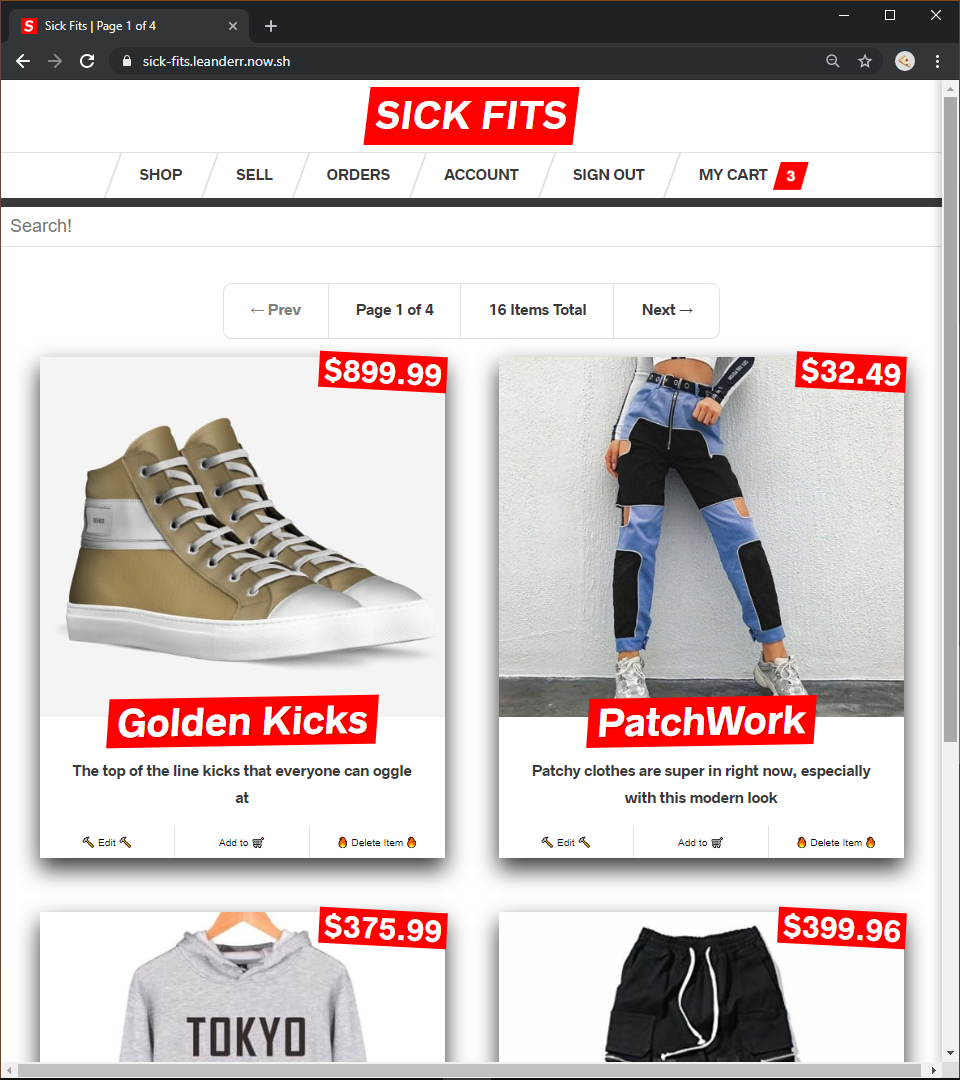 Sick Fits | Page 1 of 4
sick-fits.leanderr.now.sh
SICK FITS
SHOP SELL ORDERS ACCOUNT SIGN OUT MY CART 3
Search!
← Prev Page 1 of 4 16 Items Total Next →
$899.99 $32.49
Golden Kicks PatchWork
The top of the line kicks that everyone can oggle
at
Patchy clothes are super in right now, especially
with this modern look
🔨 Edit 🔨 Add to 🛒 🔥 Delete Item 🔥 🔨 Edit 🔨 Add to 🛒 🔥 Delete Item 🔥
$375.99 $399.96
TOKYO